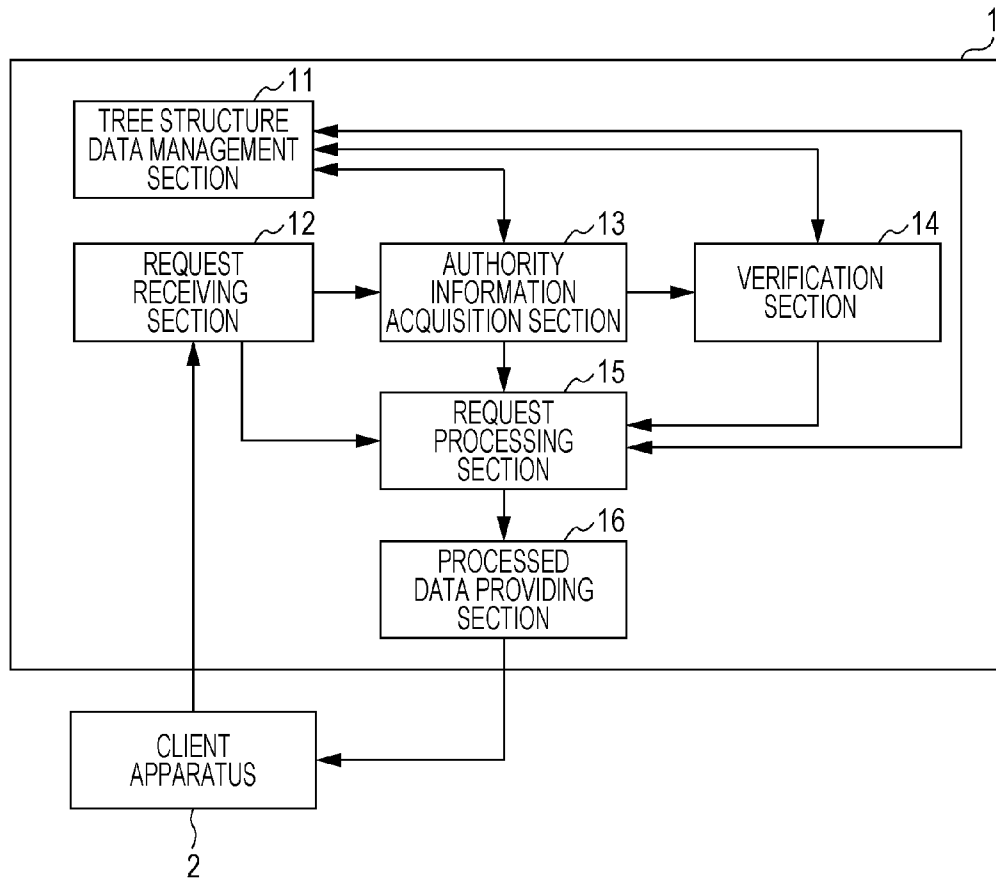 1
11
TREE STRUCTURE
DATA MANAGEMENT
SECTION
12
REQUEST
RECEIVING
SECTION
13
AUTHORITY
INFORMATION
ACQUISITION SECTION
14
VERIFICATION
SECTION
15
REQUEST
PROCESSING
SECTION
16
PROCESSED
DATA PROVIDING
SECTION
CLIENT
APPARATUS
2